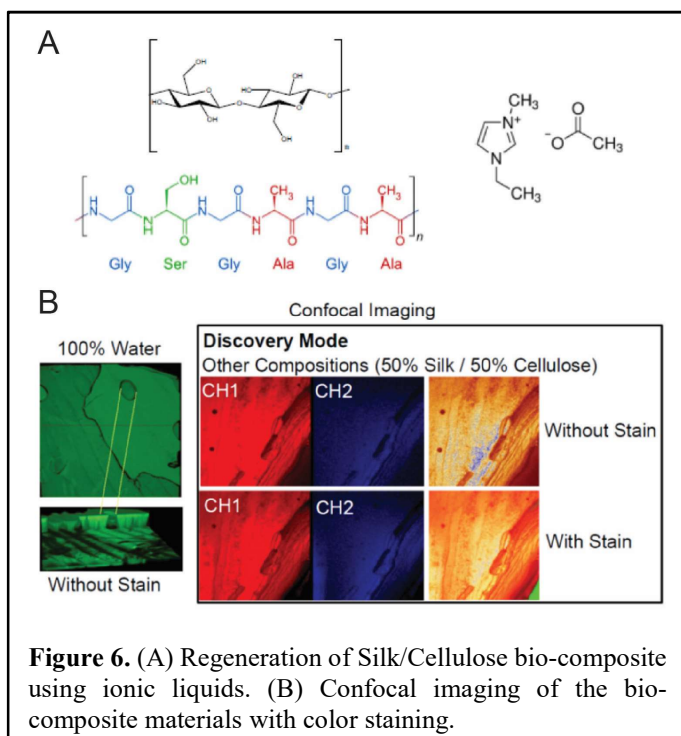 A
OH
HO
OH
HO
OH
O
O
HO
O
OH
O
OH
n
CH3
N+
N
CH3
-O
O
CH3
OH
CH3
CH3
H
N
O
N
H
O
H
N
O
N
H
O
H
N
O
N
H
O
n
Gly Ser Gly Ala Gly Ala
B
Confocal Imaging
100% Water
Without Stain
Discovery Mode
Other Compositions (50% Silk / 50% Cellulose)
CH1 CH2
Without Stain
CH1 CH2
With Stain
Figure 6. (A) Regeneration of Silk/Cellulose bio-composite
using ionic liquids. (B) Confocal imaging of the bio-
composite materials with color staining.